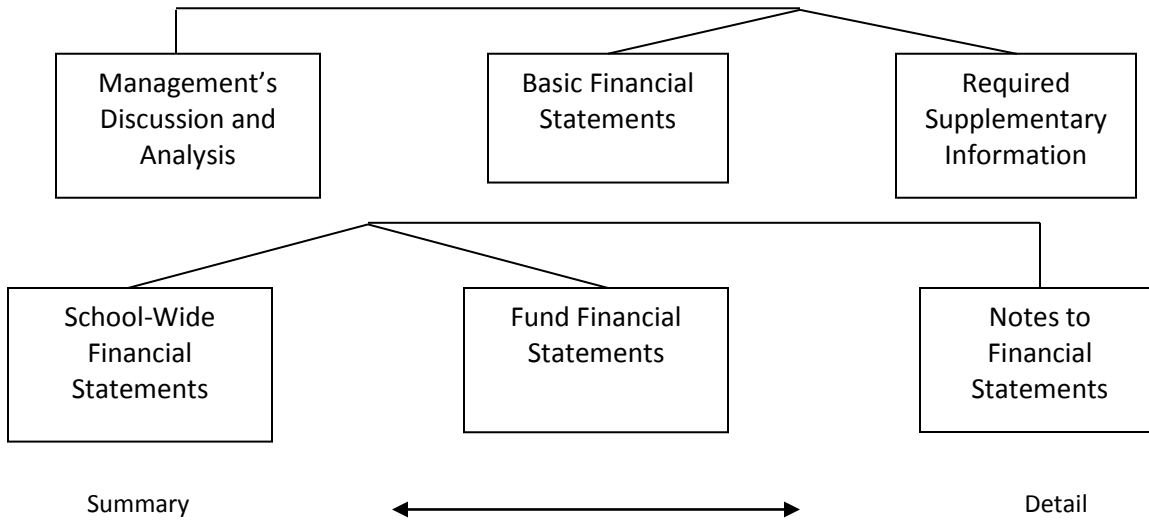 Management’s
Discussion and
Analysis
Basic Financial
Statements
Required
Supplementary
Information
School-Wide
Financial
Statements
Fund Financial
Statements
Notes to
Financial
Statements
Summary
Detail